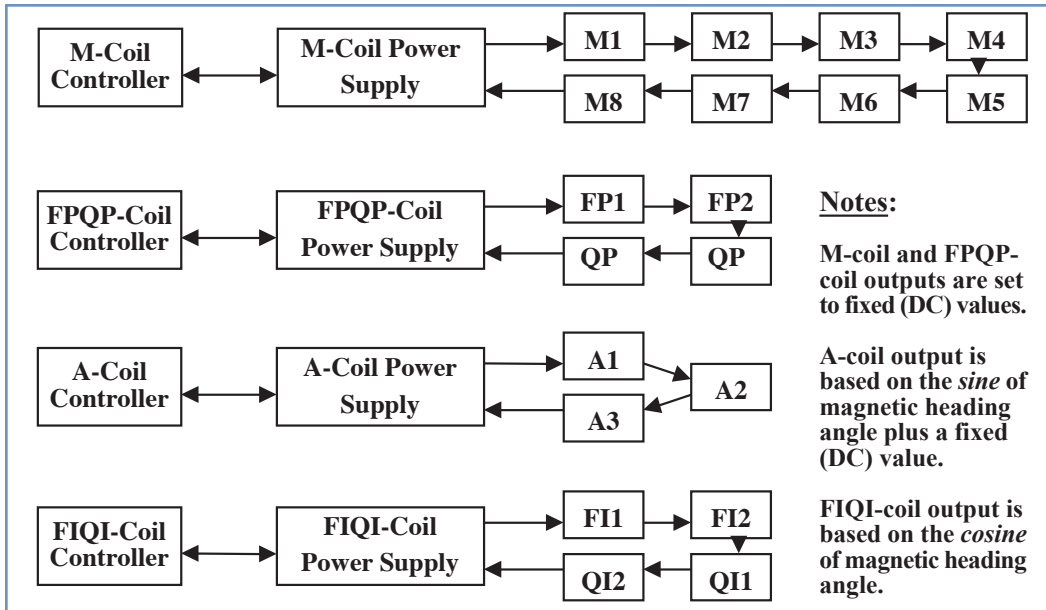 M-Coil
Controller
M-Coil Power
Supply
M1
M2
M3
M4
M8
M7
M6
M5
FPQP-Coil
Controller
FPQP-Coil
Power Supply
FP1
FP2
QP
QP
A-Coil
Controller
A-Coil Power
Supply
A1
A2
A3
FIQI-Coil
Controller
FIQI-Coil
Power Supply
FI1
FI2
QI2
QI1
Notes:
M-coil and FPQP-
coil outputs are set
to fixed (DC) values.
A-coil output is
based on the sine of
magnetic heading
angle plus a fixed
(DC) value.
FIQI-coil output is
based on the cosine
of magnetic heading
angle.